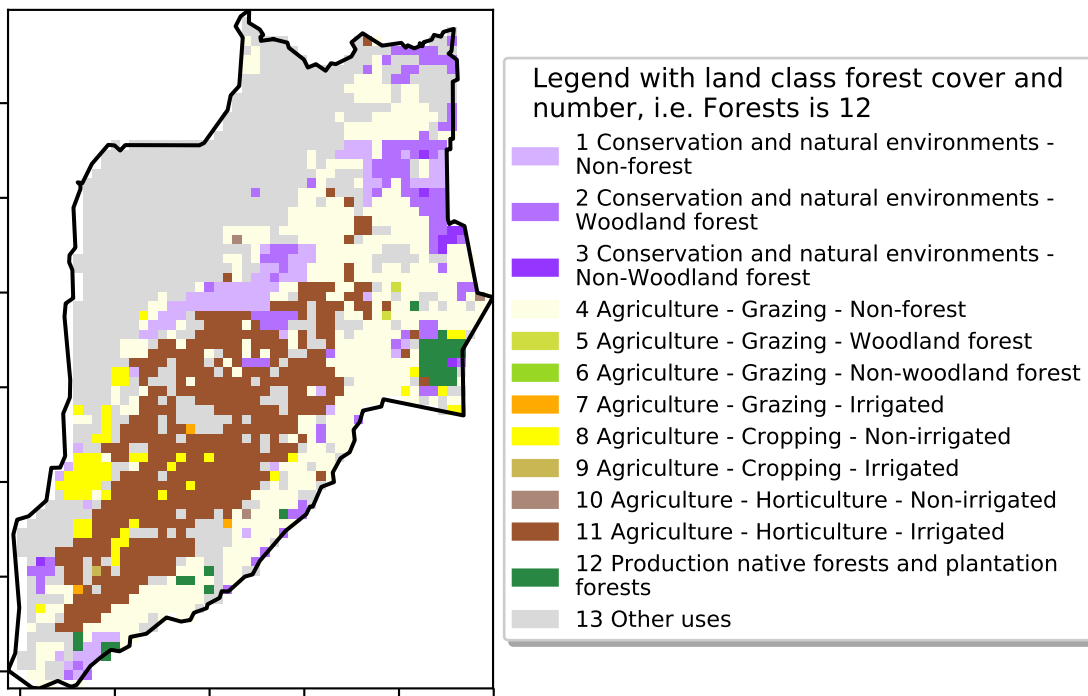 Legend with land class forest cover and
number, i.e. Forests is 12
1 Conservation and natural environments -
Non-forest
2 Conservation and natural environments -
Woodland forest
3 Conservation and natural environments -
Non-Woodland forest
4 Agriculture - Grazing - Non-forest
5 Agriculture - Grazing - Woodland forest
6 Agriculture - Grazing - Non-woodland forest
7 Agriculture - Grazing - Irrigated
8 Agriculture - Cropping - Non-irrigated
9 Agriculture - Cropping - Irrigated
10 Agriculture - Horticulture - Non-irrigated
11 Agriculture - Horticulture - Irrigated
12 Production native forests and plantation
forests
13 Other uses